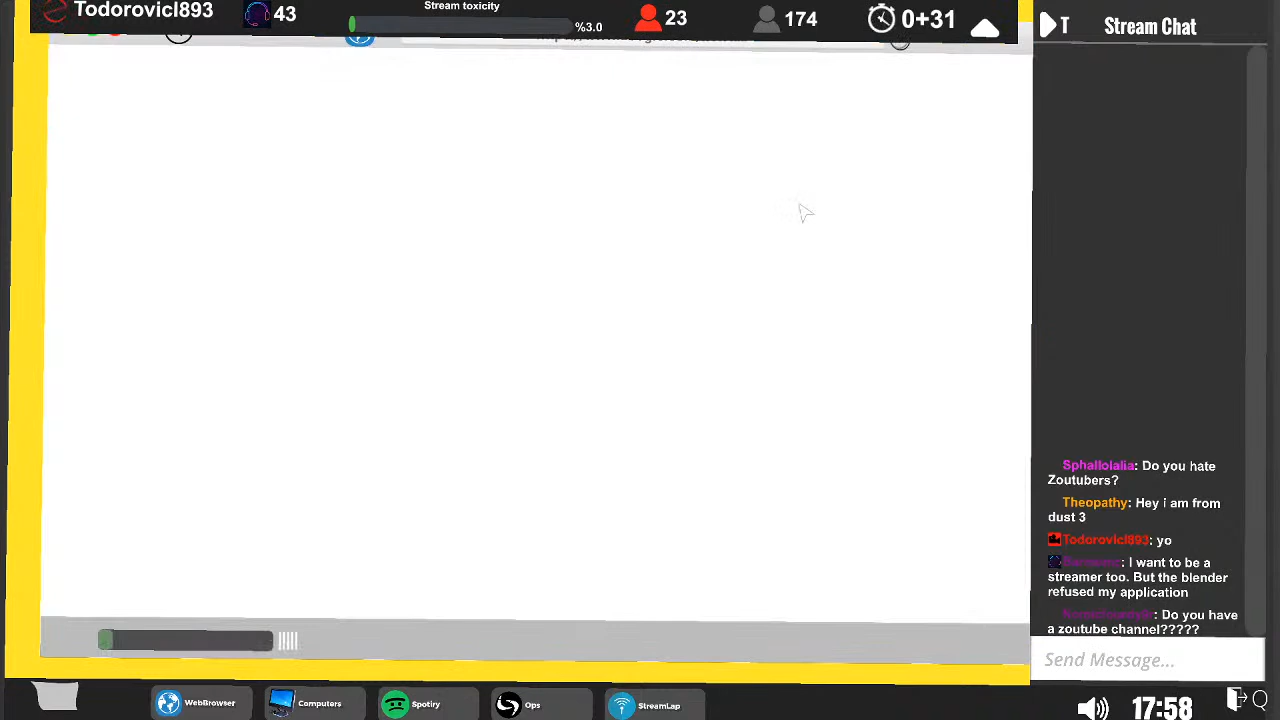 Todorovici893
43
Stream toxicity
%3.0
23
174
0+31
T
Stream Chat
Sphallolalia: Do you hate
Zoutubers?
Theopathy: Hey i am from
dust 3
Todorovici893: yo
: I want to be a
streamer too. But the blender
refused my application
: Do you have
a zoutube channel?????
Send Message...
WebBrowser
Computers
Spotiry
Ops
StreamLap
17:58
Q